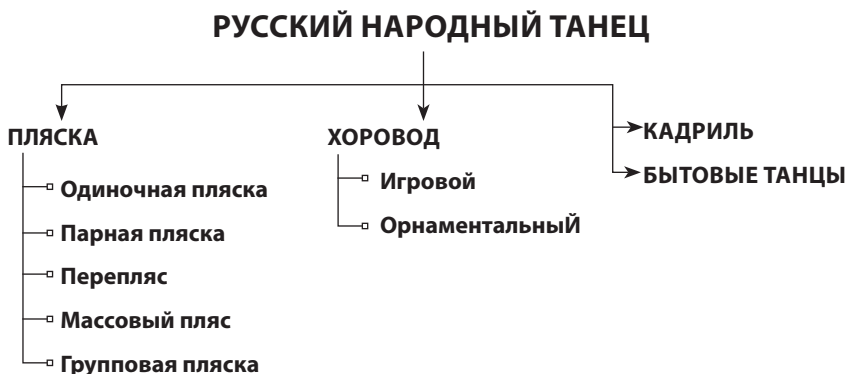 РУССКИЙ НАРОДНЫЙ ТАНЕЦ
ПЛЯСКА
Одиночная пляска
Парная пляска
Перепляс
Массовый пляс
Групповая пляска
ХОРОВОД
Игровой
ОрнаментальныЙ
КАДРИЛЬ
БЫТОВЫЕ ТАНЦЫ